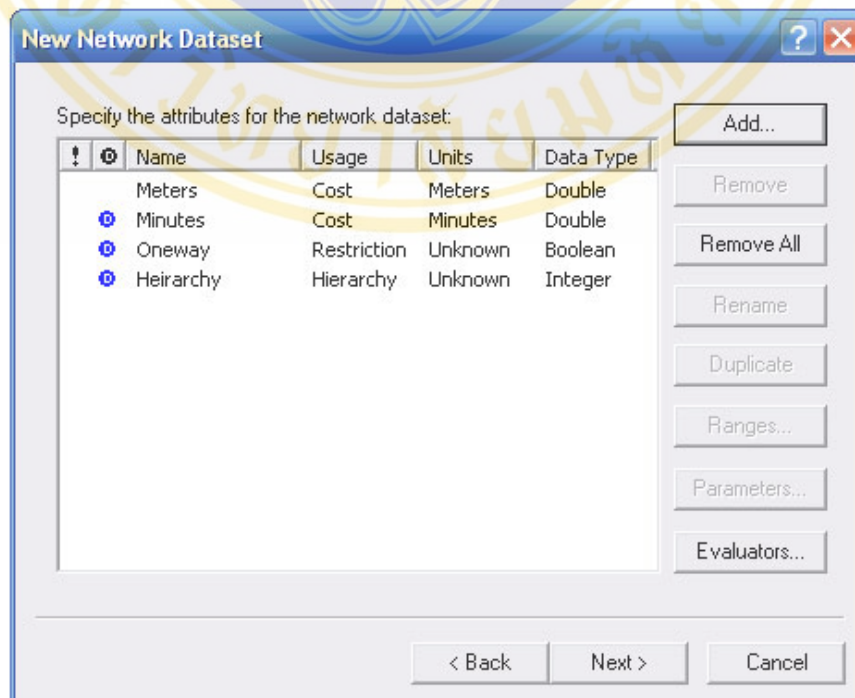 New Network Dataset
Specify the attributes for the network dataset:
! D Name Usage Units Data Type
Meters Cost Meters Double
D Minutes Cost Minutes Double
D Oneway Restriction Unknown Boolean
D Heirarchy Hierarchy Unknown Integer
Add...
Remove
Remove All
Rename
Duplicate
Ranges...
Parameters...
Evaluators...
< Back Next > Cancel